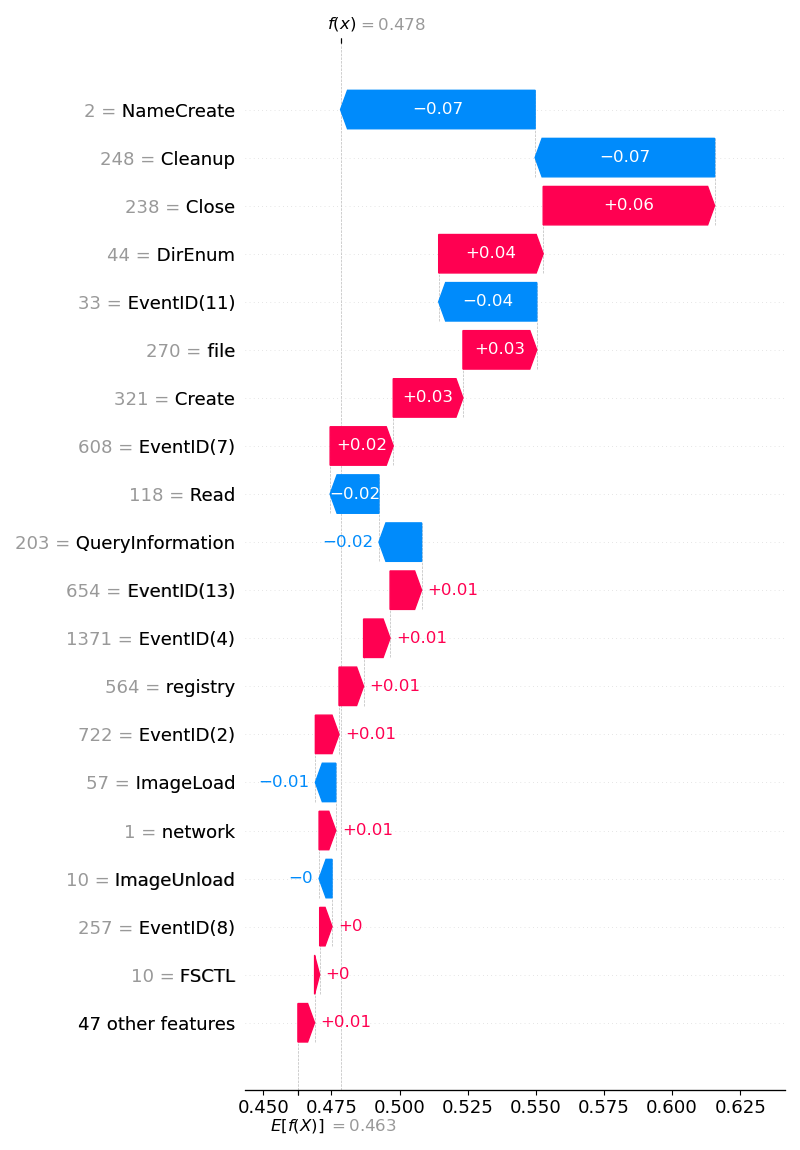 f(x) = 0.478
2 = NameCreate −0.07
248 = Cleanup −0.07
238 = Close +0.06
44 = DirEnum +0.04
33 = EventID(11) −0.04
270 = file +0.03
321 = Create +0.03
608 = EventID(7) +0.02
118 = Read −0.02
203 = QueryInformation −0.02
654 = EventID(13) +0.01
1371 = EventID(4) +0.01
564 = registry +0.01
722 = EventID(2) +0.01
57 = ImageLoad −0.01
1 = network +0.01
10 = ImageUnload −0
257 = EventID(8) +0
10 = FSCTL +0
47 other features +0.01
0.450 0.475 0.500 0.525 0.550 0.575 0.600 0.625
E[f(X)] = 0.463